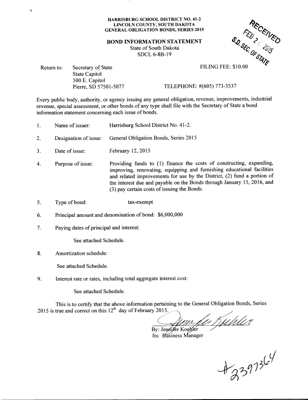 HARRISBURG SCHOOL DISTRICT NO. 41-2
LINCOLN COUNTY, SOUTH DAKOTA
GENERAL OBLIGATION BONDS, SERIES 2015
RECEIVED
FEB 2015
S.D. SEC. OF STATE
BOND INFORMATION STATEMENT
State of South Dakota
SDCL 6-8B-19
Return to: Secretary of State FILING FEE: $10.00
State Capitol
500 E. Capitol
Pierre, SD 57501-5077 TELEPHONE: #(605) 773-3537
Every public body, authority, or agency issuing any general obligation, revenue, improvements, industrial
revenue, special assessment, or other bonds of any type shall file with the Secretary of State a bond
information statement concerning each issue of bonds.
1. Name of issuer: Harrisburg School District No. 41-2.
2. Designation of issue: General Obligation Bonds, Series 2015
3. Date of issue: February 12, 2015
4. Purpose of issue: Providing funds to (1) finance the costs of constructing, expanding,
improving, renovating, equipping and furnishing educational facilities
and related improvements for use by the District, (2) fund a portion of
the interest due and payable on the Bonds through January 15, 2016, and
(3) pay certain costs of issuing the Bonds.
5. Type of bond: tax-exempt
6. Principal amount and denomination of bond: $6,000,000
7. Paying dates of principal and interest:
See attached Schedule.
8. Amortization schedule:
See attached Schedule.
9. Interest rate or rates, including total aggregate interest cost:
See attached Schedule.
This is to certify that the above information pertaining to the General Obligation Bonds, Series
2015 is true and correct on this 12th day of February 2015.
Jennifer Koehler
By: Jennifer Koehler
Its: Business Manager
#2397364